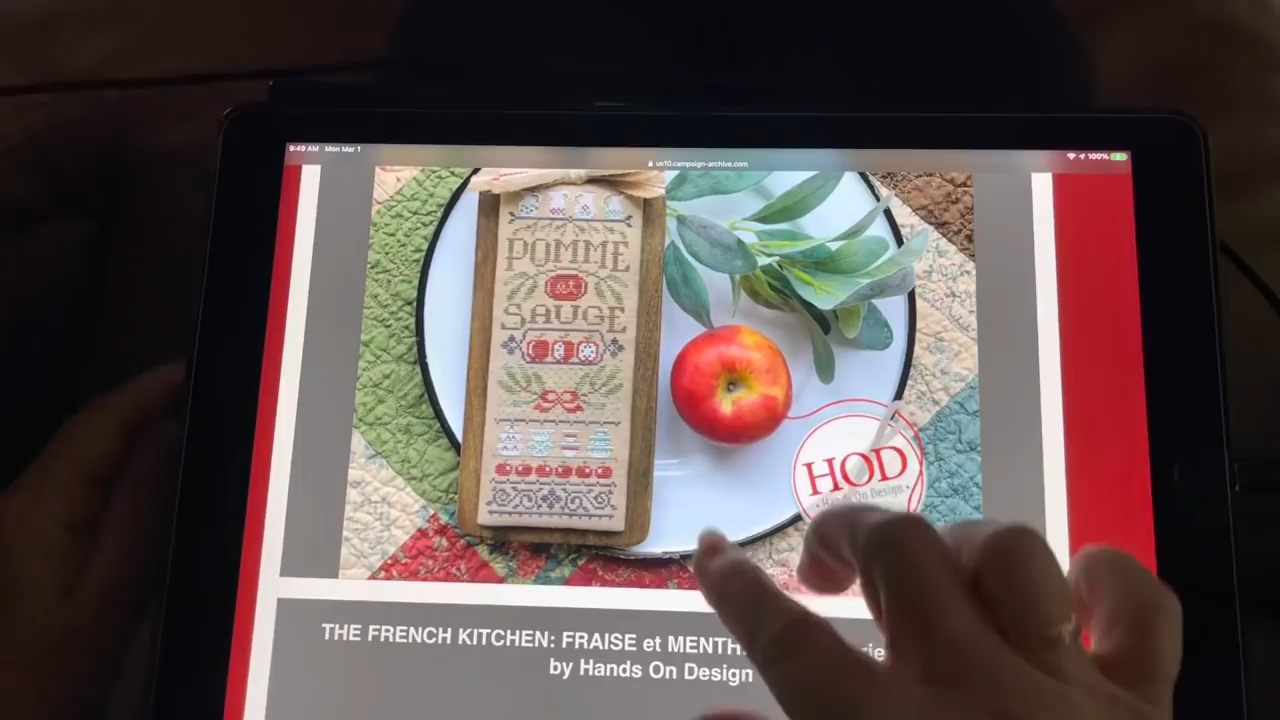 9:49 AM Mon Mar 1
us10.campaign-archive.com
100%
POMME
et
SAUGE
HOD
Hands On Design
THE FRENCH KITCHEN: FRAISE et MENTH
by Hands On Design